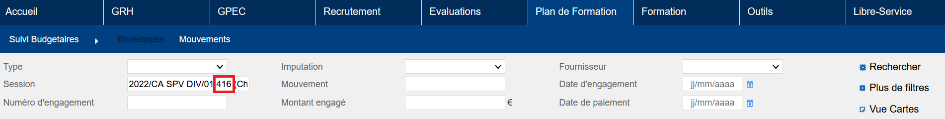 Accueil GRH GPEC Recrutement Evaluations Plan de Formation Formation Outils Libre-Service
Suivi Budgetaires Enveloppes Mouvements
Type Imputation Fournisseur Rechercher
Session 2022/CA SPV DIV/01/416 /Ch Mouvement Date d'engagement jj/mm/aaaa Plus de filtres
Numéro d'engagement Montant engagé € Date de paiement jj/mm/aaaa Vue Cartes